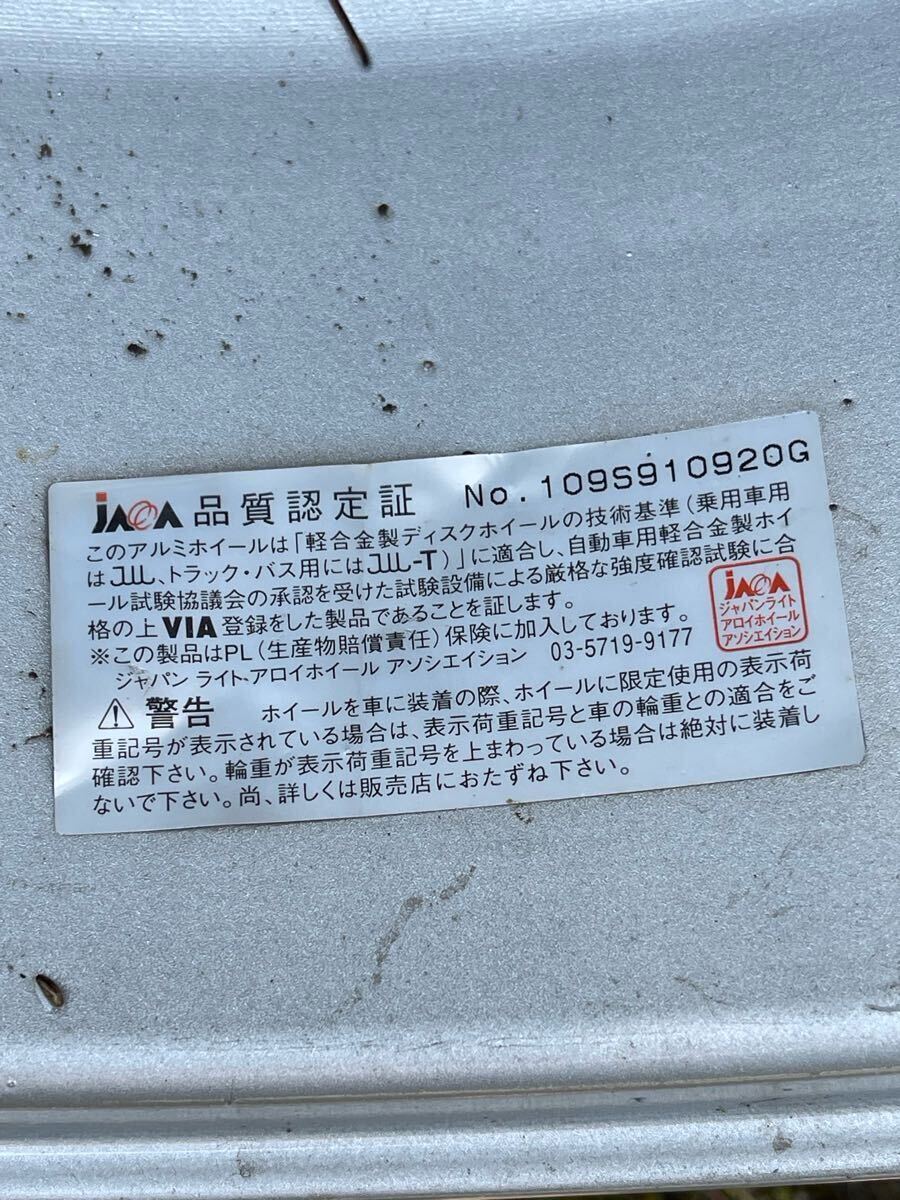 JAWA 品質認定証 No.109S910920G
このアルミホイールは「軽合金製ディスクホイールの技術基準(乗用車用
はJWL、トラック・バス用にはJWL-T)」に適合し、自動車用軽合金製ホイ
ール試験協議会の承認を受けた試験設備による厳格な強度確認試験に合
格の上VIA登録をした製品であることを証します。
※この製品はPL(生産物賠償責任)保険に加入しております。
ジャパン ライト アロイホイール アソシエイション 03-5719-9177
JAWA
ジャパンライト
アロイホイール
アソシエイション
警告 ホイールを車に装着の際、ホイールに限定使用の表示荷
重記号が表示されている場合は、表示荷重記号と車の輪重との適合をご
確認下さい。輪重が表示荷重記号を上まわっている場合は絶対に装着し
ないで下さい。尚、詳しくは販売店におたずね下さい。